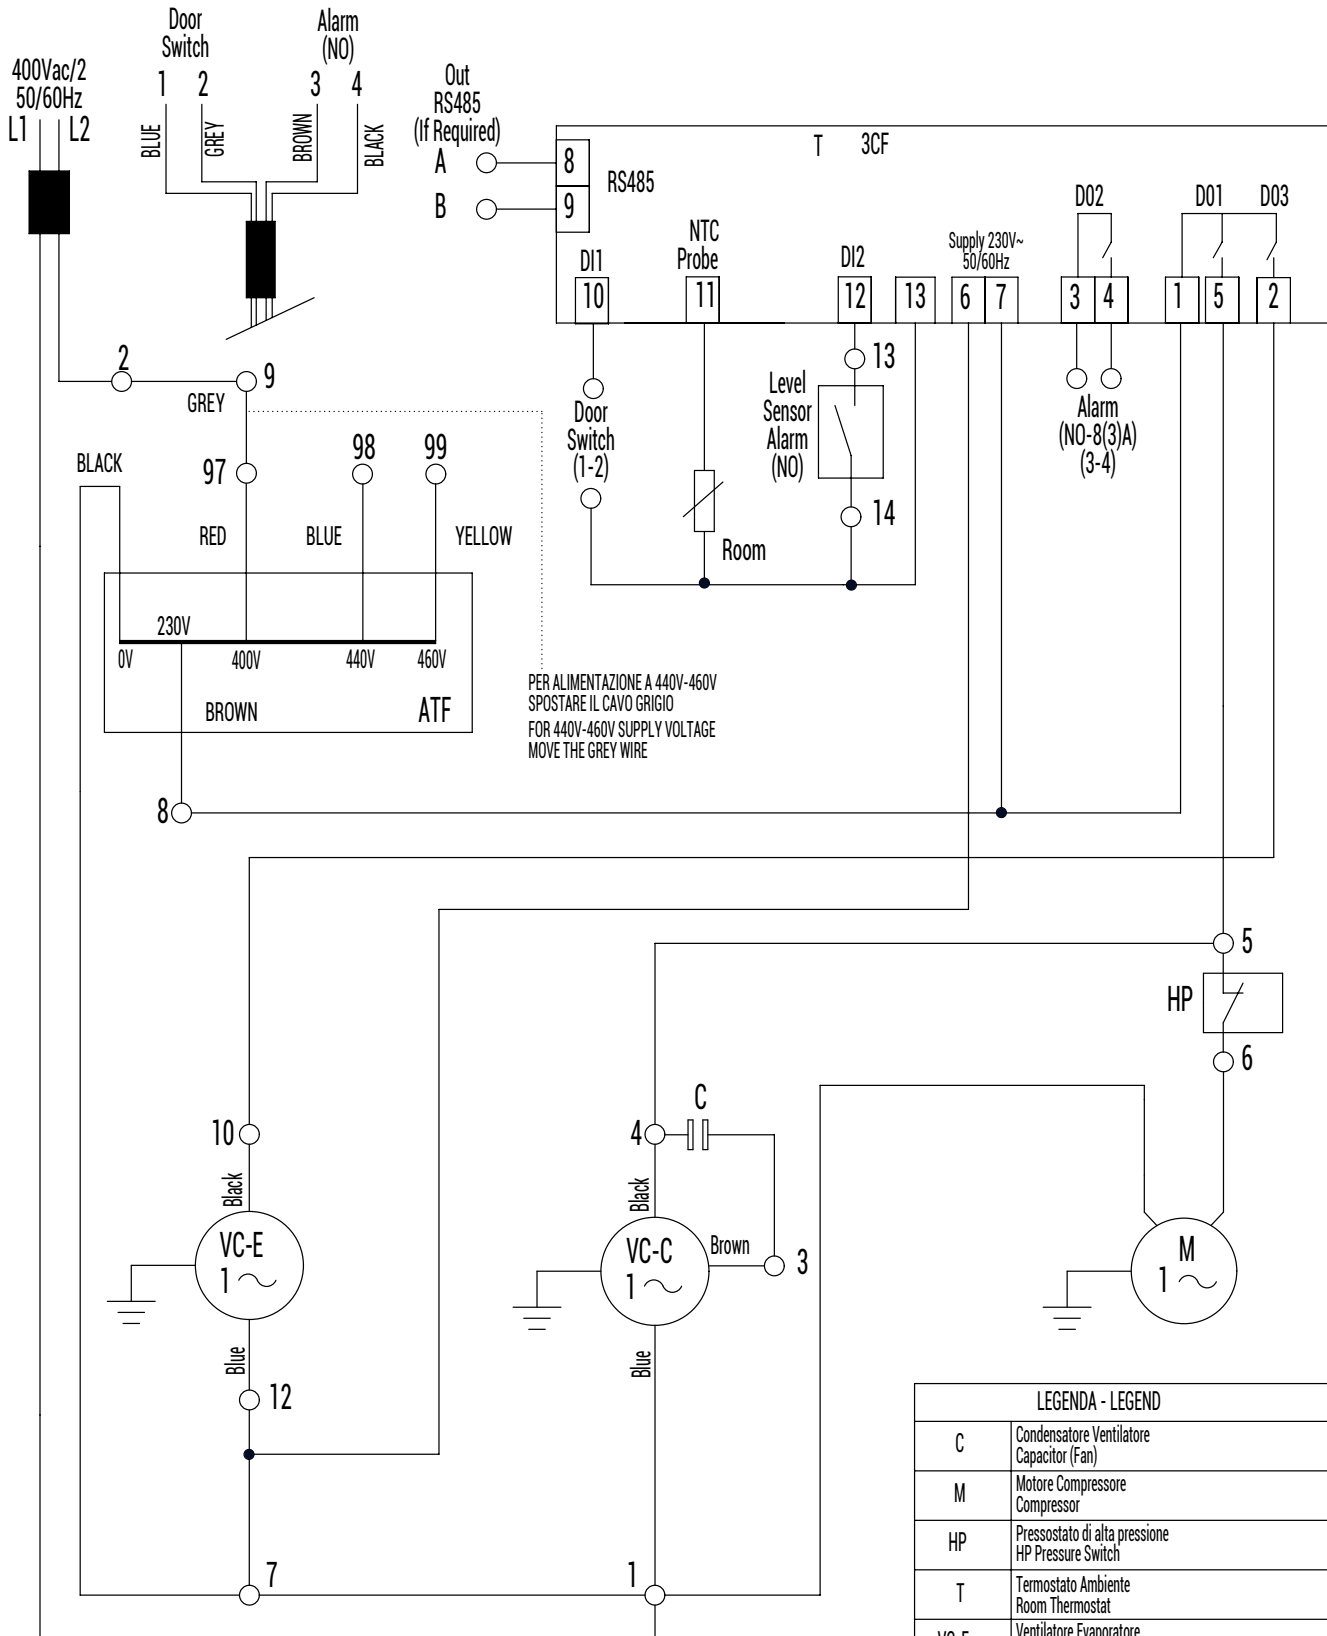 Door
Switch
Alarm
(NO)
400Vac/2
50/60Hz
L1
L2
1
2
3
4
BLUE
GREY
BROWN
BLACK
Out
RS485
(If Required)
A
B
8
9
RS485
T
3CF
DI1
10
NTC
Probe
11
DI2
12
13
Supply 230V~
50/60Hz
6
7
D02
3
4
D01
D03
1
5
2
2
9
GREY
BLACK
97
98
99
RED
BLUE
YELLOW
230V
0V
400V
440V
460V
BROWN
ATF
8
Door
Switch
(1-2)
Room
13
Level
Sensor
Alarm
(NO)
14
Alarm
(NO-8(3)A)
(3-4)
PER ALIMENTAZIONE A 440V-460V
SPOSTARE IL CAVO GRIGIO
FOR 440V-460V SUPPLY VOLTAGE
MOVE THE GREY WIRE
5
HP
6
10
Black
VC-E
1
Blue
12
7
C
4
Black
VC-C
1
Brown
3
Blue
1
M
1
LEGENDA - LEGEND
C
Condensatore Ventilatore
Capacitor (Fan)
M
Motore Compressore
Compressor
HP
Pressostato di alta pressione
HP Pressure Switch
T
Termostato Ambiente
Room Thermostat
VC-E
Ventilatore Evaporatore